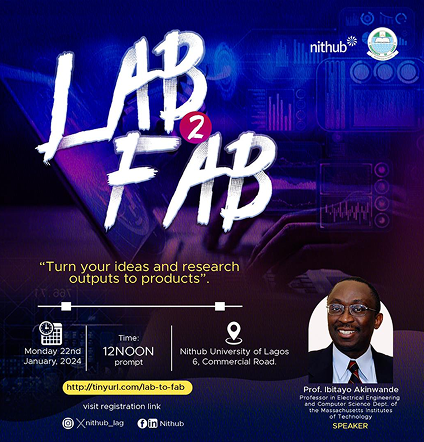 nithub
LAB
2
FAB
“Turn your ideas and research
outputs to products”.
Monday 22nd
January, 2024
Time:
12NOON
prompt
Nithub University of Lagos
6, Commercial Road.
http://tinyurl.com/lab-to-fab
visit registration link
nithub_lag
Nithub
Prof. Ibitayo Akinwande
Professor in Electrical Engineering
and Computer Science Dept. of
the Massachusetts Institutes
of Technology
SPEAKER